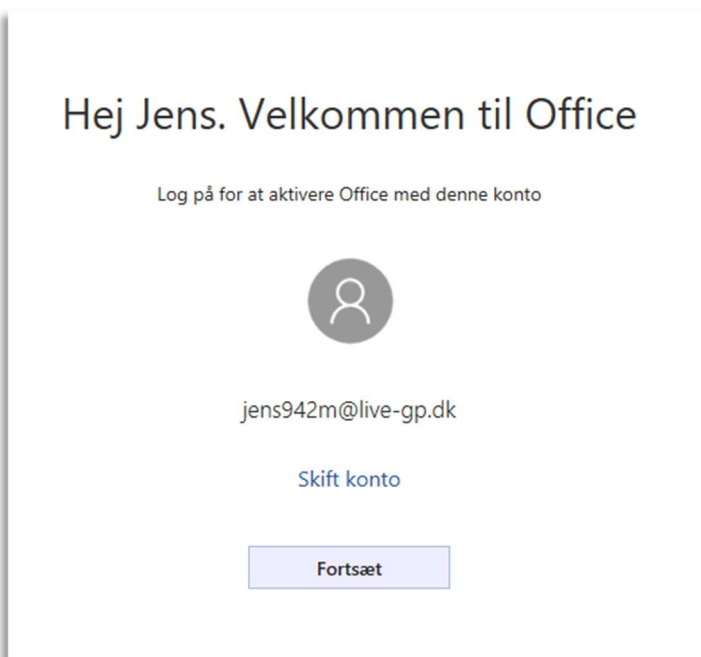 Hej Jens. Velkommen til Office
Log på for at aktivere Office med denne konto
jens942m@live-gp.dk
Skift konto
Fortsæt